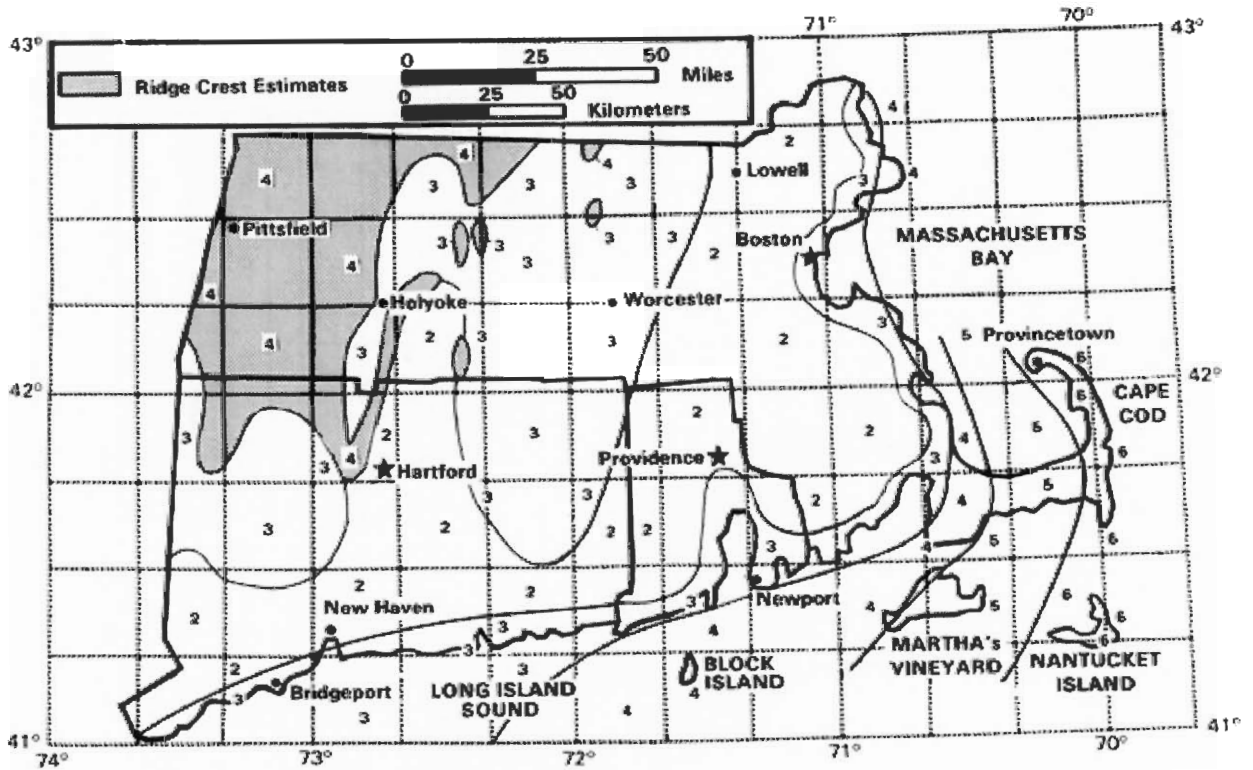 71° 70°
43° 43°
0 25 50
Ridge Crest Estimates Miles
0 25 50
Kilometers
4
2
4 4 3 4 Lowell
4 3 3 3 4
Pittsfield Boston MASSACHUSETTS
3 3 3 3 2 BAY
4 3
4 Holyoke Worcester
4 3 2 3 3 2 3 5 Provincetown
6
42° 42°
6 CAPE
COD
3 2 3 2 2 4 5
4 Providence 3 6
3 Hartford
3 3 2 4 5
3 2 2 2 3 4 5 6
2 2 Newport
New Haven 3 4 5 6 6
2 3 3 4 MARTHA's 6
2 3 3 BLOCK VINEYARD NANTUCKET
Bridgeport LONG ISLAND ISLAND ISLAND
3 SOUND 4
3 4
41° 41°
74° 73° 72° 71° 70°